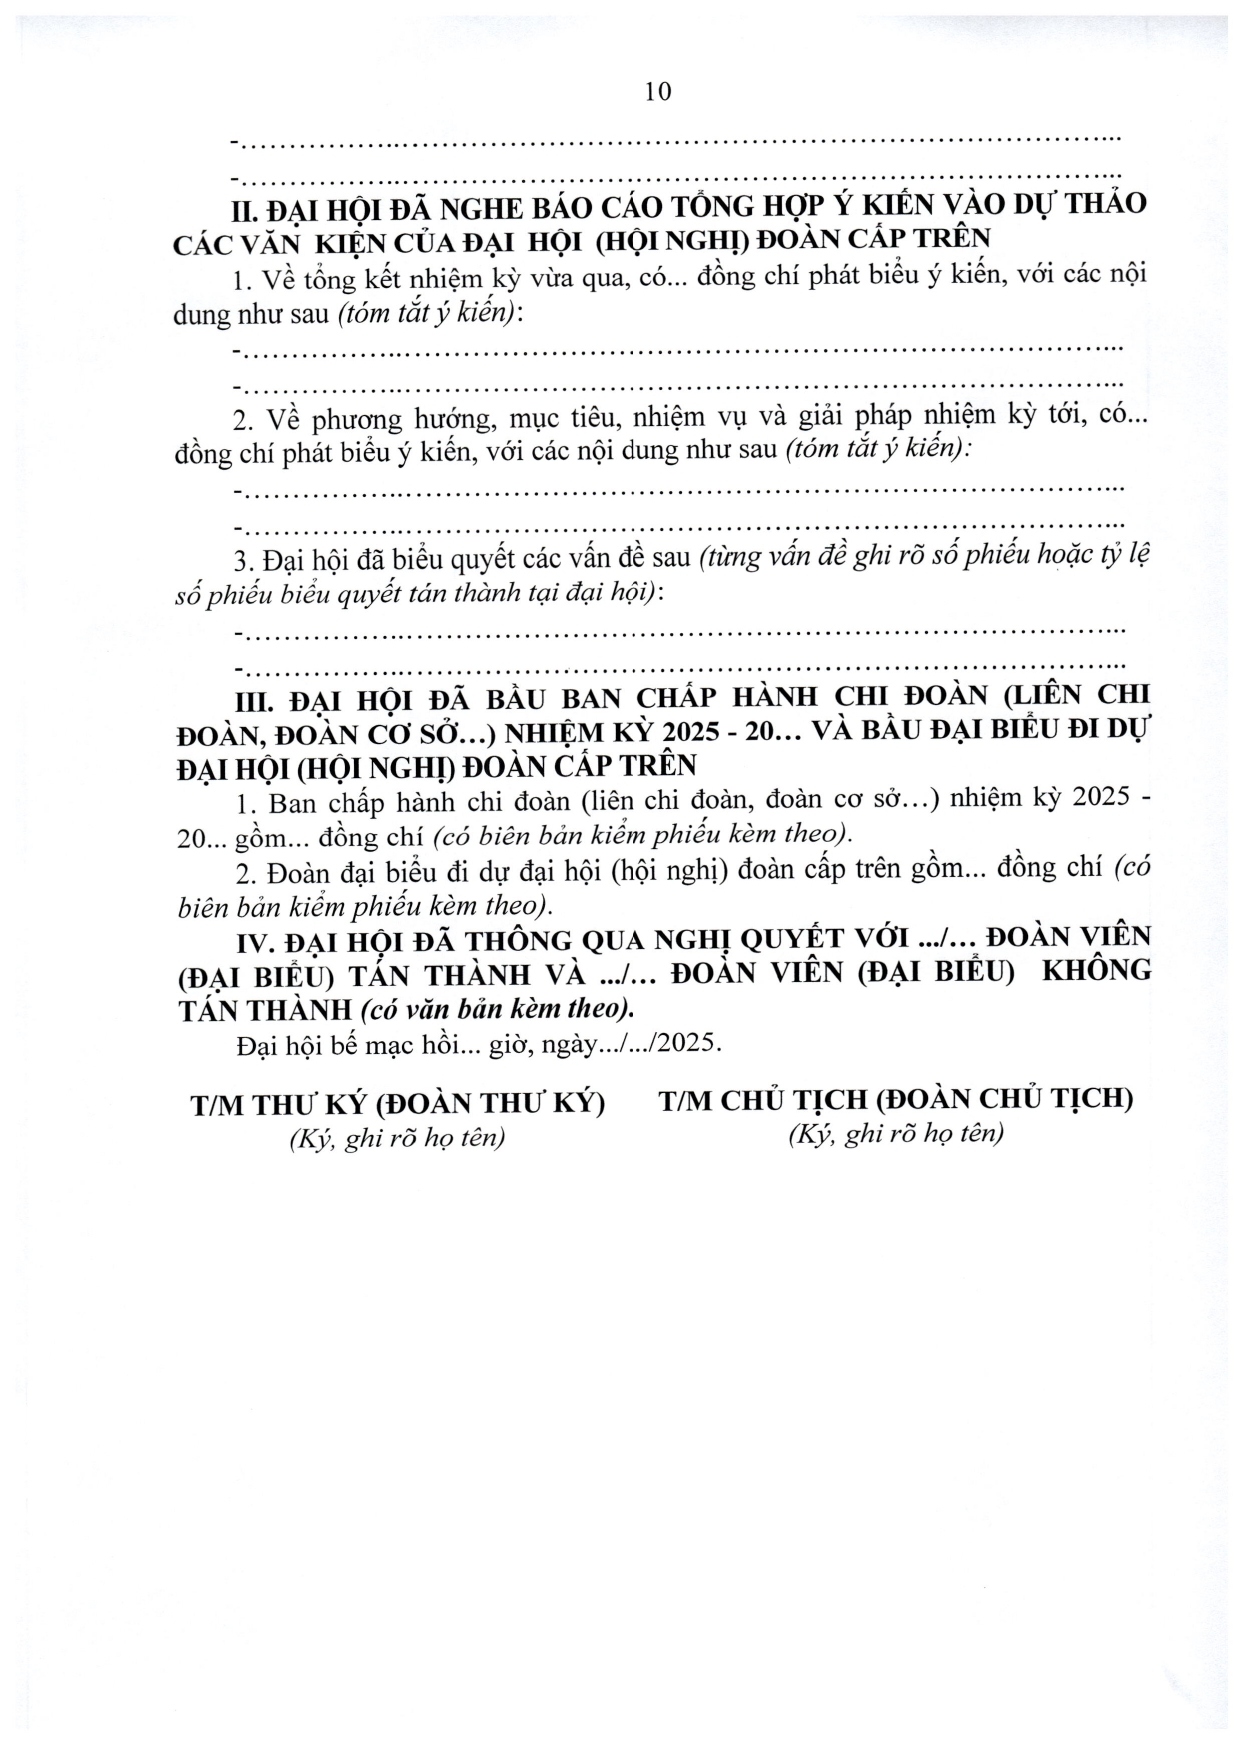 10
-……………………………………………………………………………………...
-……………………………………………………………………………………...
II. ĐẠI HỘI ĐÃ NGHE BÁO CÁO TỔNG HỢP Ý KIẾN VÀO DỰ THẢO
CÁC VĂN KIỆN CỦA ĐẠI HỘI (HỘI NGHỊ) ĐOÀN CẤP TRÊN
1. Về tổng kết nhiệm kỳ vừa qua, có... đồng chí phát biểu ý kiến, với các nội
dung như sau (tóm tắt ý kiến):
-……………………………………………………………………………………...
-……………………………………………………………………………………...
2. Về phương hướng, mục tiêu, nhiệm vụ và giải pháp nhiệm kỳ tới, có...
đồng chí phát biểu ý kiến, với các nội dung như sau (tóm tắt ý kiến):
-……………………………………………………………………………………...
-……………………………………………………………………………………...
3. Đại hội đã biểu quyết các vấn đề sau (từng vấn đề ghi rõ số phiếu hoặc tỷ lệ
số phiếu biểu quyết tán thành tại đại hội):
-……………………………………………………………………………………...
-……………………………………………………………………………………...
III. ĐẠI HỘI ĐÃ BẦU BAN CHẤP HÀNH CHI ĐOÀN (LIÊN CHI
ĐOÀN, ĐOÀN CƠ SỞ…) NHIỆM KỲ 2025 - 20… VÀ BẦU ĐẠI BIỂU ĐI DỰ
ĐẠI HỘI (HỘI NGHỊ) ĐOÀN CẤP TRÊN
1. Ban chấp hành chi đoàn (liên chi đoàn, đoàn cơ sở…) nhiệm kỳ 2025 -
20... gồm... đồng chí (có biên bản kiểm phiếu kèm theo).
2. Đoàn đại biểu đi dự đại hội (hội nghị) đoàn cấp trên gồm... đồng chí (có
biên bản kiểm phiếu kèm theo).
IV. ĐẠI HỘI ĐÃ THÔNG QUA NGHỊ QUYẾT VỚI .../… ĐOÀN VIÊN
(ĐẠI BIỂU) TÁN THÀNH VÀ .../… ĐOÀN VIÊN (ĐẠI BIỂU) KHÔNG
TÁN THÀNH (có văn bản kèm theo).
Đại hội bế mạc hồi... giờ, ngày.../.../2025.
T/M THƯ KÝ (ĐOÀN THƯ KÝ) T/M CHỦ TỊCH (ĐOÀN CHỦ TỊCH)
(Ký, ghi rõ họ tên) (Ký, ghi rõ họ tên)